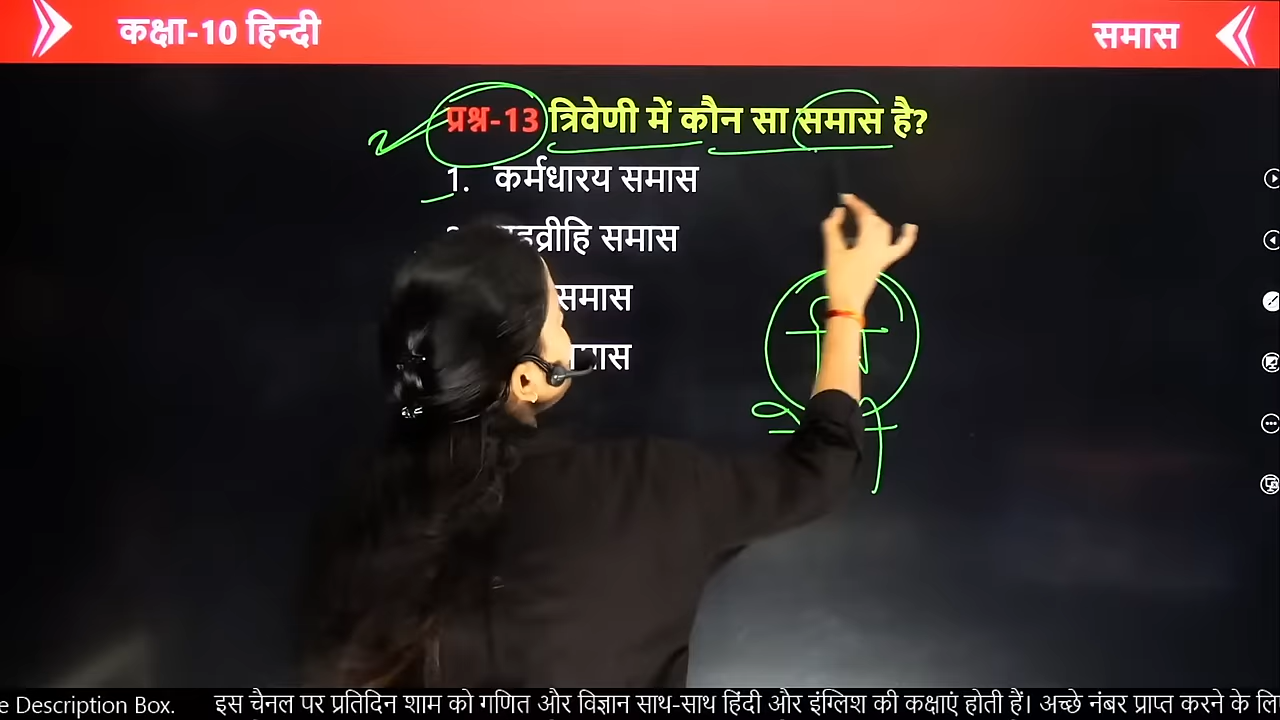 कक्षा-10 हिन्दी
समास
प्रश्न-13 त्रिवेणी में कौन सा समास है?
1. कर्मधारय समास
समास
समास
Description Box. इस चैनल पर प्रतिदिन शाम को गणित और विज्ञान साथ-साथ हिंदी और इंग्लिश की कक्षाएं होती हैं। अच्छे नंबर प्राप्त करने के